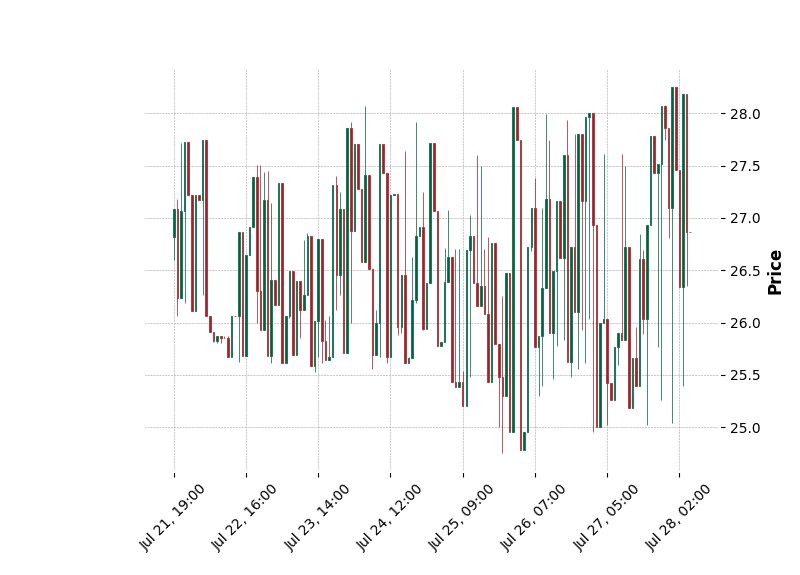 28.0
27.5
27.0
26.5
26.0
25.5
25.0
Price
Jul 21, 19:00
Jul 22, 16:00
Jul 23, 14:00
Jul 24, 12:00
Jul 25, 09:00
Jul 26, 07:00
Jul 27, 05:00
Jul 28, 02:00